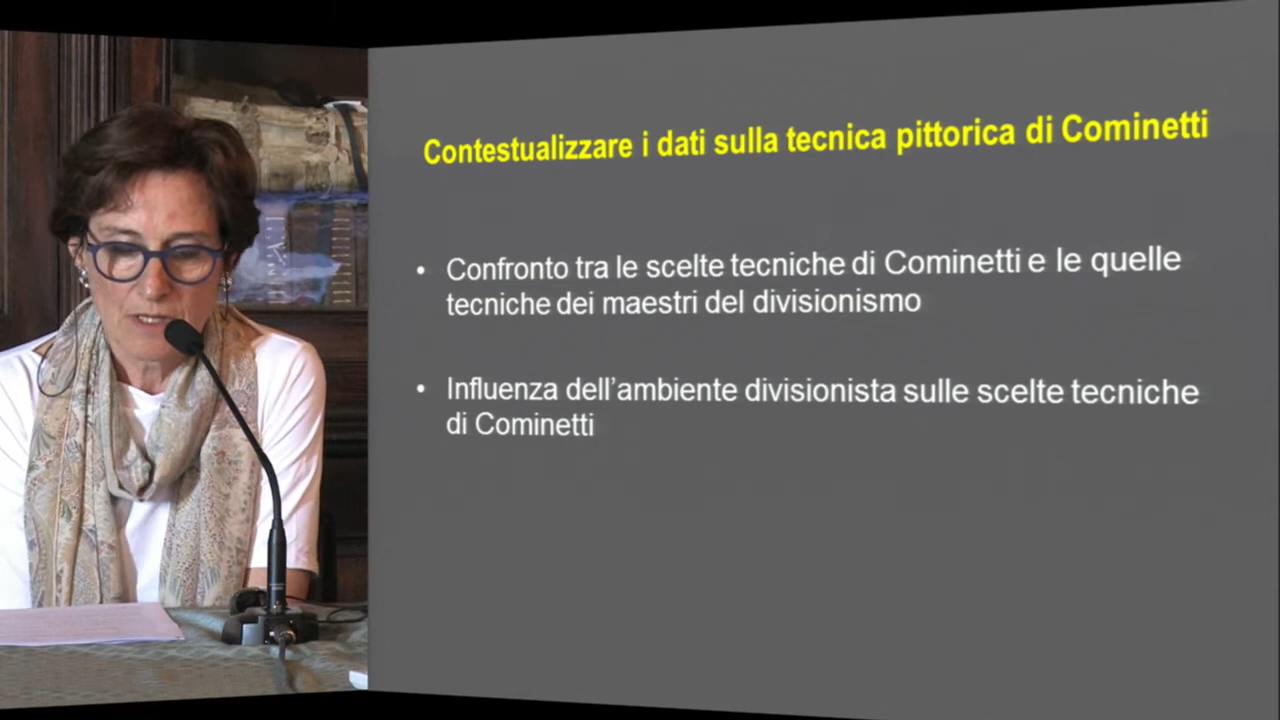 Contestualizzare i dati sulla tecnica pittorica di Cominetti
• Confronto tra le scelte tecniche di Cominetti e le quelle
tecniche dei maestri del divisionismo
• Influenza dell'ambiente divisionista sulle scelte tecniche
di Cominetti